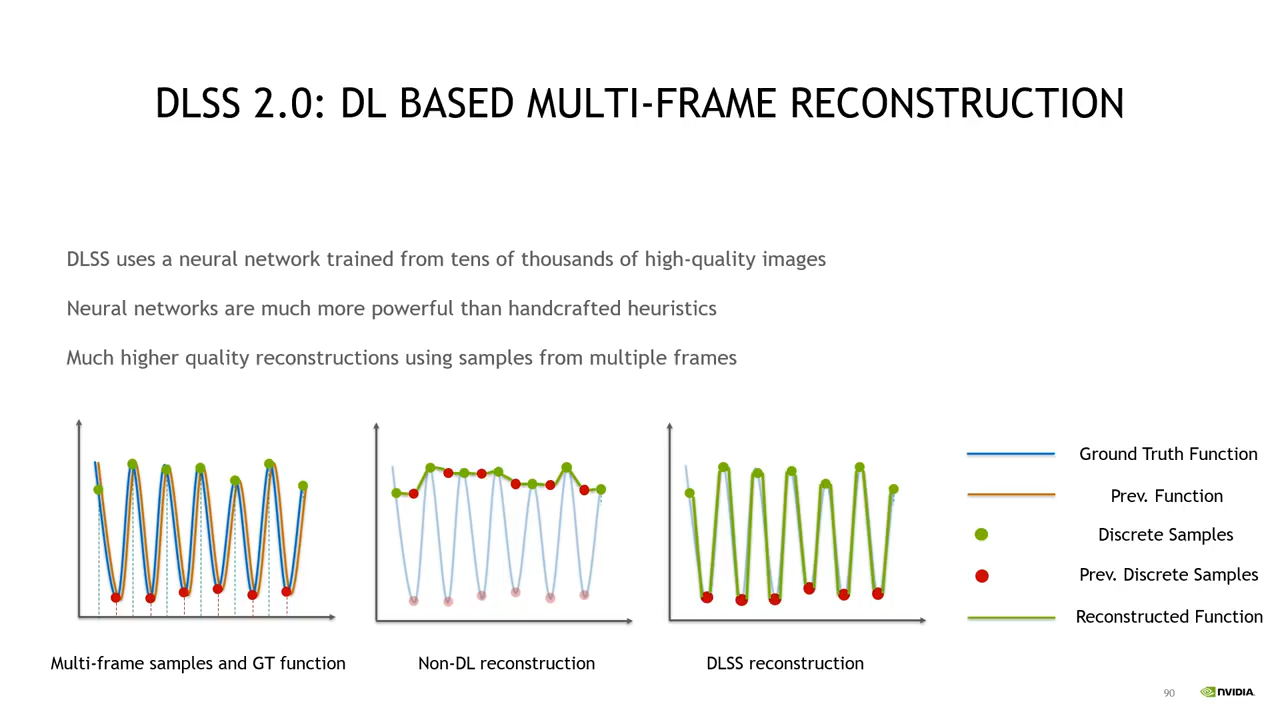 DLSS 2.0: DL BASED MULTI-FRAME RECONSTRUCTION
DLSS uses a neural network trained from tens of thousands of high-quality images
Neural networks are much more powerful than handcrafted heuristics
Much higher quality reconstructions using samples from multiple frames
Ground Truth Function
Prev. Function
Discrete Samples
Prev. Discrete Samples
Reconstructed Function
Multi-frame samples and GT function
Non-DL reconstruction
DLSS reconstruction
90
NVIDIA.